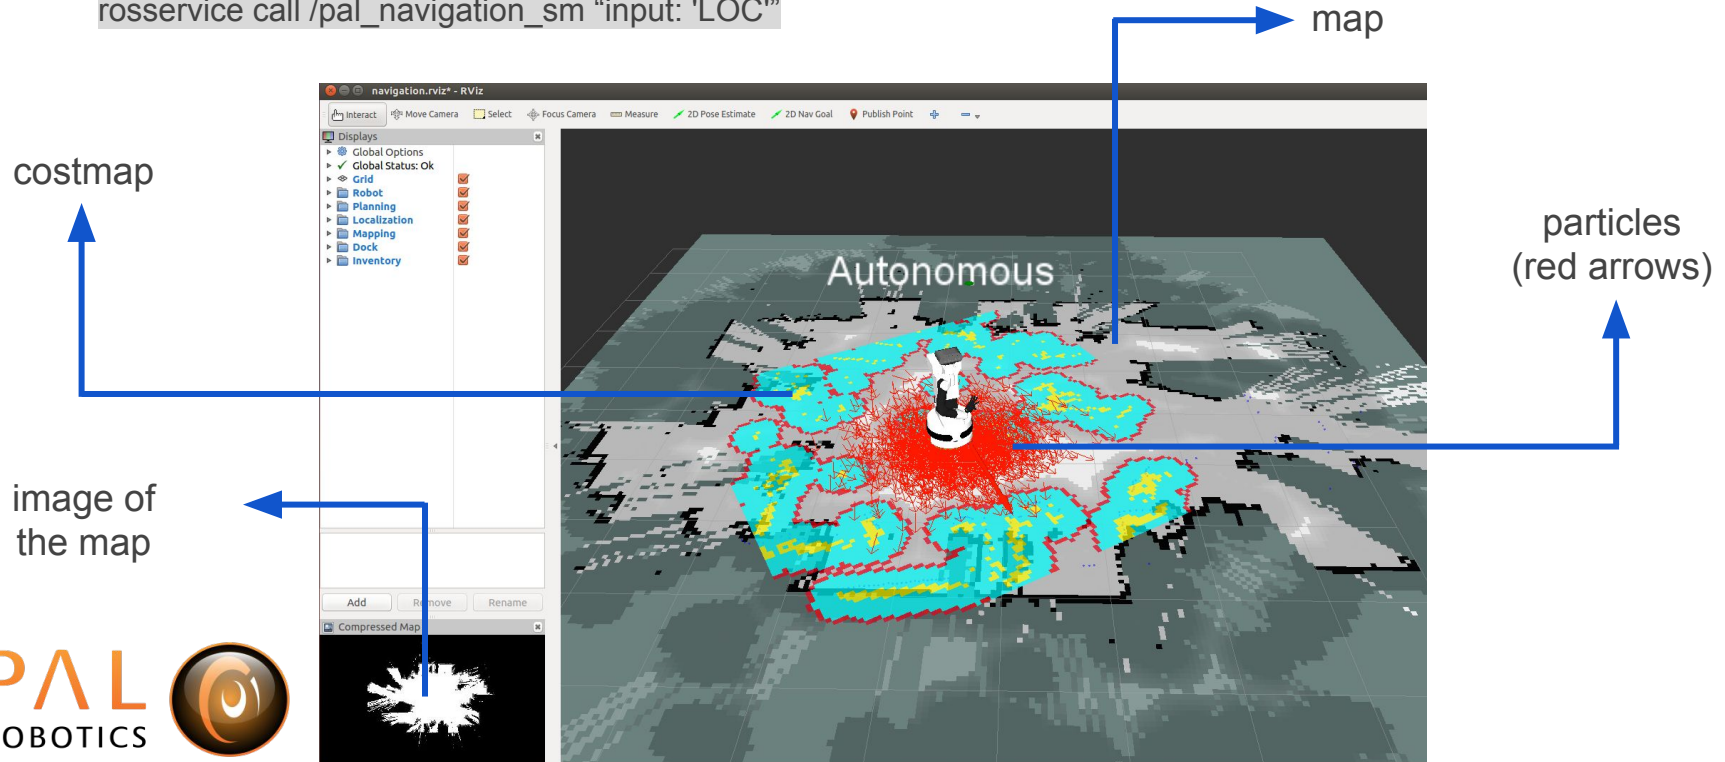 rosservice call /pal_navigation_sm “input: 'LOC'”
map
navigation.rviz* - RViz
Interact Move Camera Select Focus Camera Measure 2D Pose Estimate 2D Nav Goal Publish Point
Displays
Global Options
Global Status: Ok
Grid
Robot
Planning
Localization
Mapping
Dock
Inventory
costmap
particles
(red arrows)
Autonomous
image of
the map
Add Remove Rename
Compressed Map
PAL
OBOTICS